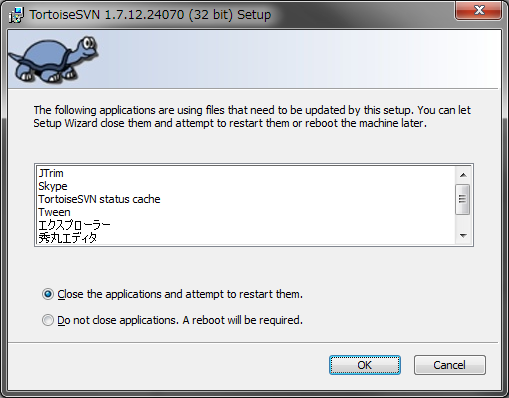 TortoiseSVN 1.7.12.24070 (32 bit) Setup
The following applications are using files that need to be updated by this setup. You can let
Setup Wizard close them and attempt to restart them or reboot the machine later.
JTrim
Skype
TortoiseSVN status cache
Tween
エクスプローラー
秀丸エディタ
Close the applications and attempt to restart them.
Do not close applications. A reboot will be required.
OK
Cancel